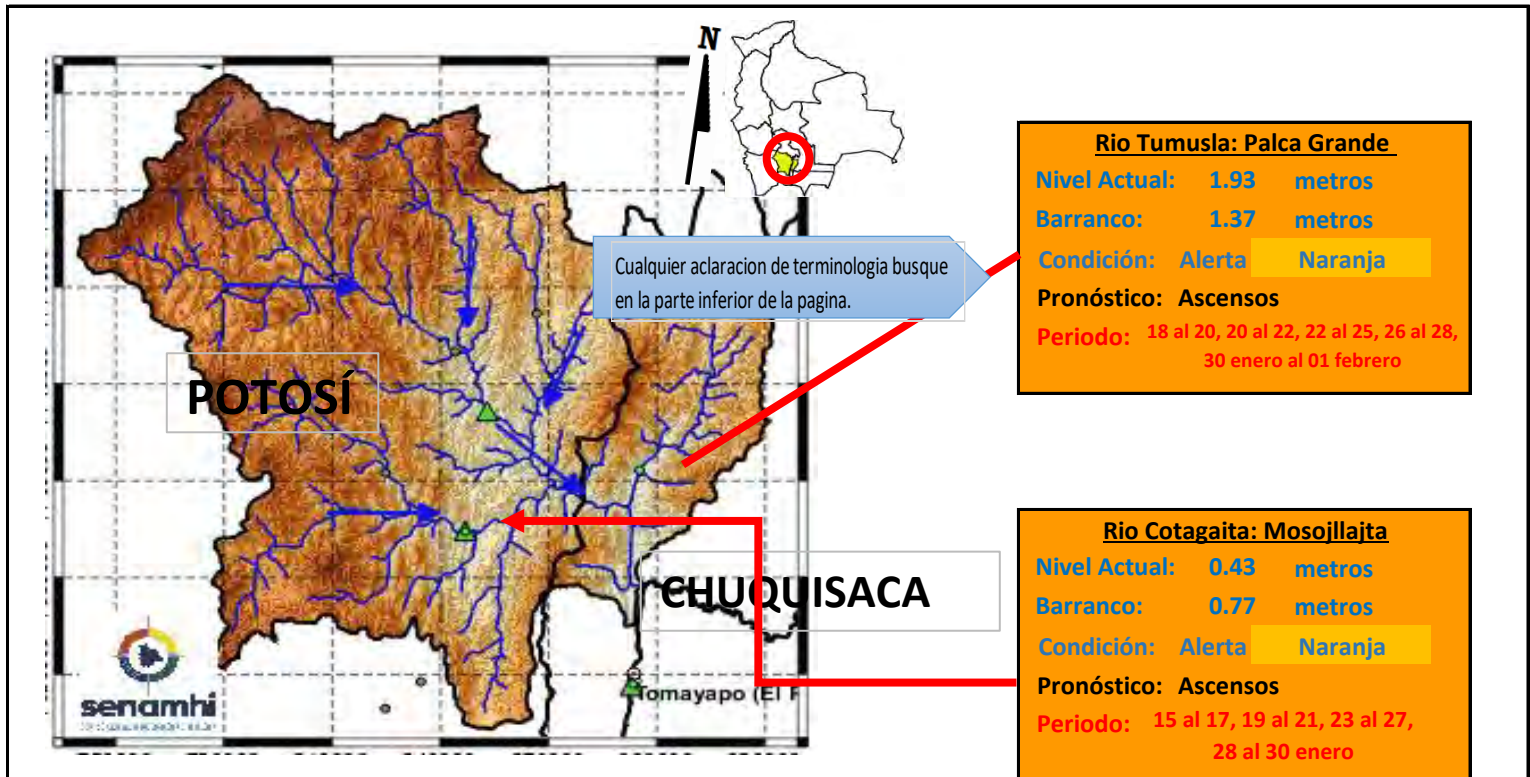 N
Cualquier aclaracion de terminologia busque
en la parte inferior de la pagina.
POTOSÍ
CHUQUISACA
Tomayapo (El
senamhi
Rio Tumusla: Palca Grande
Nivel Actual: 1.93 metros
Barranco: 1.37 metros
Condición: Alerta Naranja
Pronóstico: Ascensos
Periodo: 18 al 20, 20 al 22, 22 al 25, 26 al 28,
30 enero al 01 febrero
Rio Cotagaita: Mosojllajta
Nivel Actual: 0.43 metros
Barranco: 0.77 metros
Condición: Alerta Naranja
Pronóstico: Ascensos
Periodo: 15 al 17, 19 al 21, 23 al 27,
28 al 30 enero